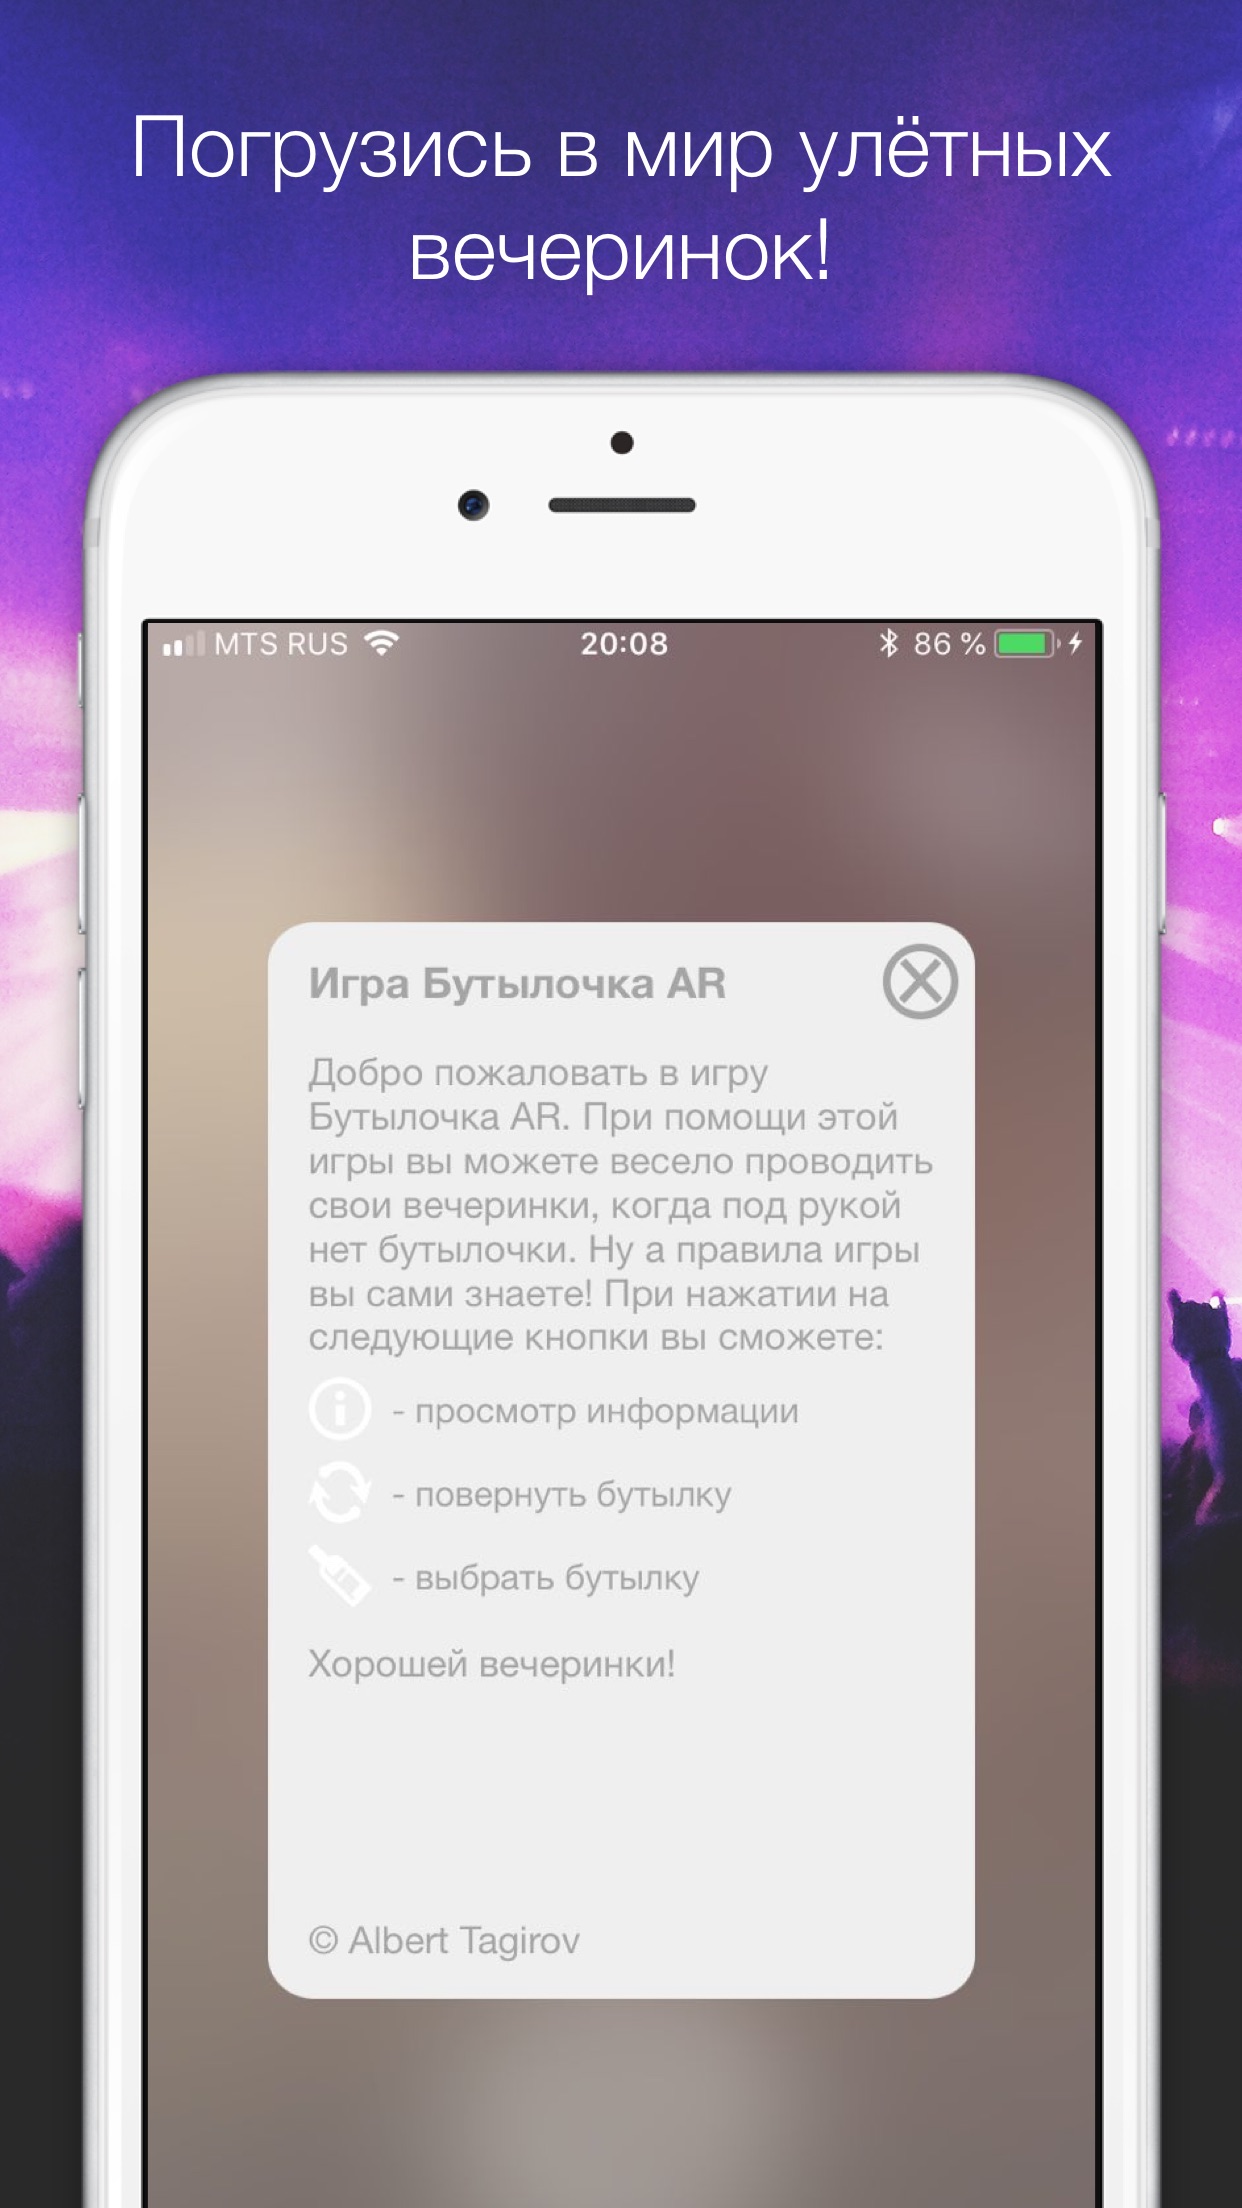 Погрузись в мир улётных
вечеринок!
MTS RUS 20:08 86 %
Игра Бутылочка AR
Добро пожаловать в игру
Бутылочка AR. При помощи этой
игры вы можете весело проводить
свои вечеринки, когда под рукой
нет бутылочки. Ну а правила игры
вы сами знаете! При нажатии на
следующие кнопки вы сможете:
- просмотр информации
- повернуть бутылку
- выбрать бутылку
Хорошей вечеринки!
© Albert Tagirov